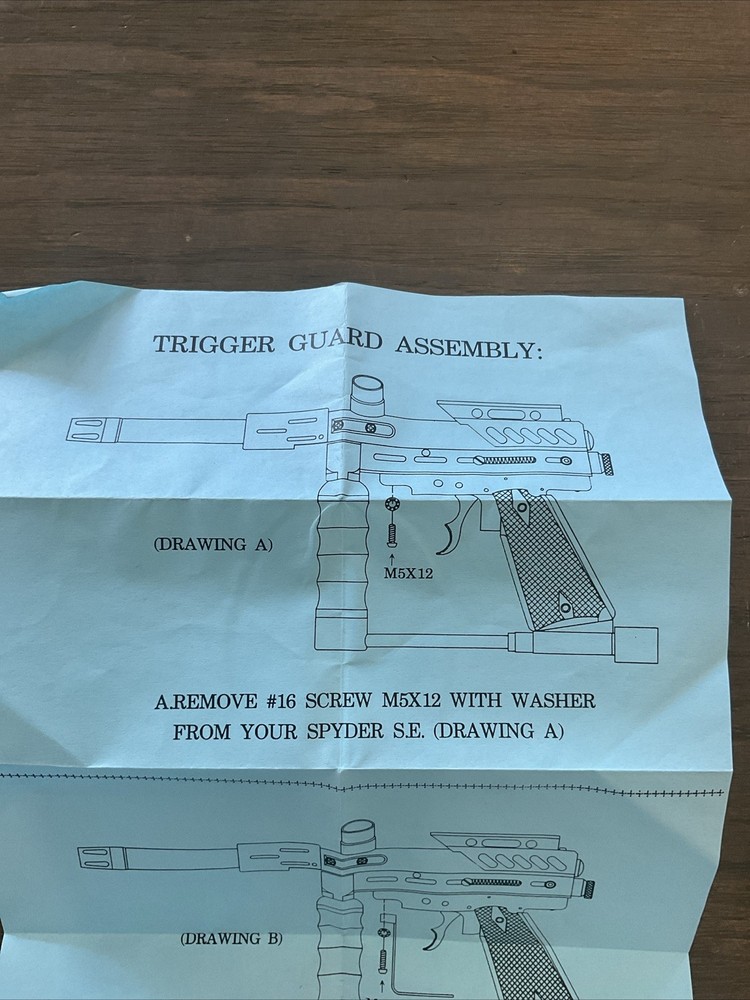 TRIGGER GUARD ASSEMBLY:
(DRAWING A)
M5X12
A.REMOVE #16 SCREW M5X12 WITH WASHER
FROM YOUR SPYDER S.E. (DRAWING A)
(DRAWING B)